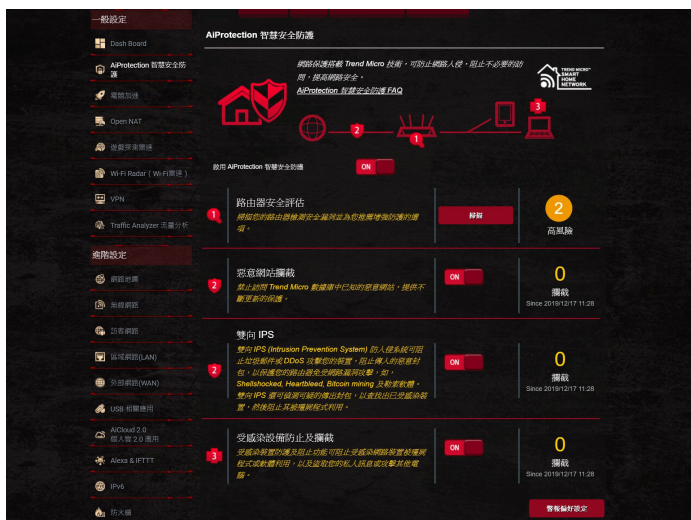 一般設定
Dash Board
AiProtection 智慧安全防
護
電競加速
Open NAT
遊戲探測雷達
Wi-Fi Radar ( Wi-Fi雷達 )
VPN
Traffic Analyzer 流量分析
進階設定
網路地圖
無線網路
訪客網路
區域網路(LAN)
外部網路(WAN)
USB 相關應用
AiCloud 2.0
個人雲 2.0 應用
Alexa & IFTTT
IPv6
防火牆
AiProtection 智慧安全防護
網路保護搭載 Trend Micro 技術，可防止網路入侵，阻止不必要的訪
問，提高網路安全。
AiProtection 智慧安全防護 FAQ
TREND MICRO™
SMART
HOME
NETWORK
2
1
3
啟用 AiProtection 智慧安全防護
ON
1
路由器安全評估
掃描您的路由器檢測安全漏洞並為您推薦增強防護的選
項。
掃描
2
高風險
2
惡意網站攔截
禁止訪問 Trend Micro 數據庫中已知的惡意網站，提供不
斷更新的保護。
ON
0
攔截
Since 2019/12/17 11:28
2
雙向 IPS
雙向 IPS (Intrusion Prevention System) 防入侵系統可阻
止垃圾郵件或 DDoS 攻擊您的裝置，阻止傳入的惡意封
包，以保護您的路由器免受網路漏洞攻擊，如，
Shellshocked, Heartbleed, Bitcoin mining 及勒索軟體。
雙向 IPS 還可偵測可疑的傳出封包，以查找出已受感染裝
置，然後阻止其被殭屍程式利用。
ON
0
攔截
Since 2019/12/17 11:28
3
受感染設備防止及攔截
受感染裝置防護及阻止功能可阻止受感染網路裝置被殭屍
程式或軟體利用，以及盜取您的私人訊息或攻擊其他電
腦。
ON
0
攔截
Since 2019/12/17 11:28
警報偏好設定